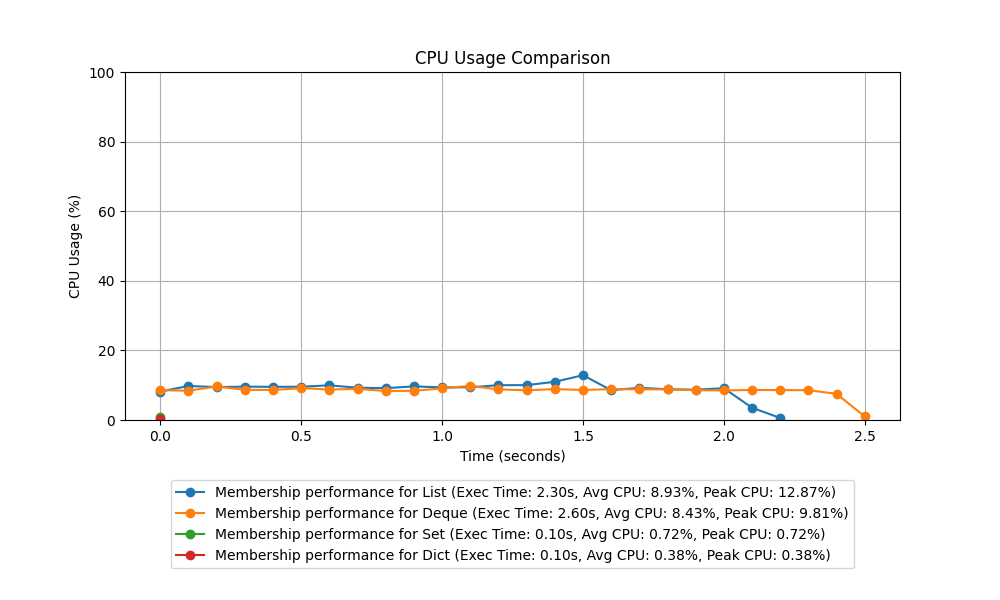 CPU Usage Comparison
100
80
60
40
20
0
CPU Usage (%)
0.0 0.5 1.0 1.5 2.0 2.5
Time (seconds)
Membership performance for List (Exec Time: 2.30s, Avg CPU: 8.93%, Peak CPU: 12.87%)
Membership performance for Deque (Exec Time: 2.60s, Avg CPU: 8.43%, Peak CPU: 9.81%)
Membership performance for Set (Exec Time: 0.10s, Avg CPU: 0.72%, Peak CPU: 0.72%)
Membership performance for Dict (Exec Time: 0.10s, Avg CPU: 0.38%, Peak CPU: 0.38%)